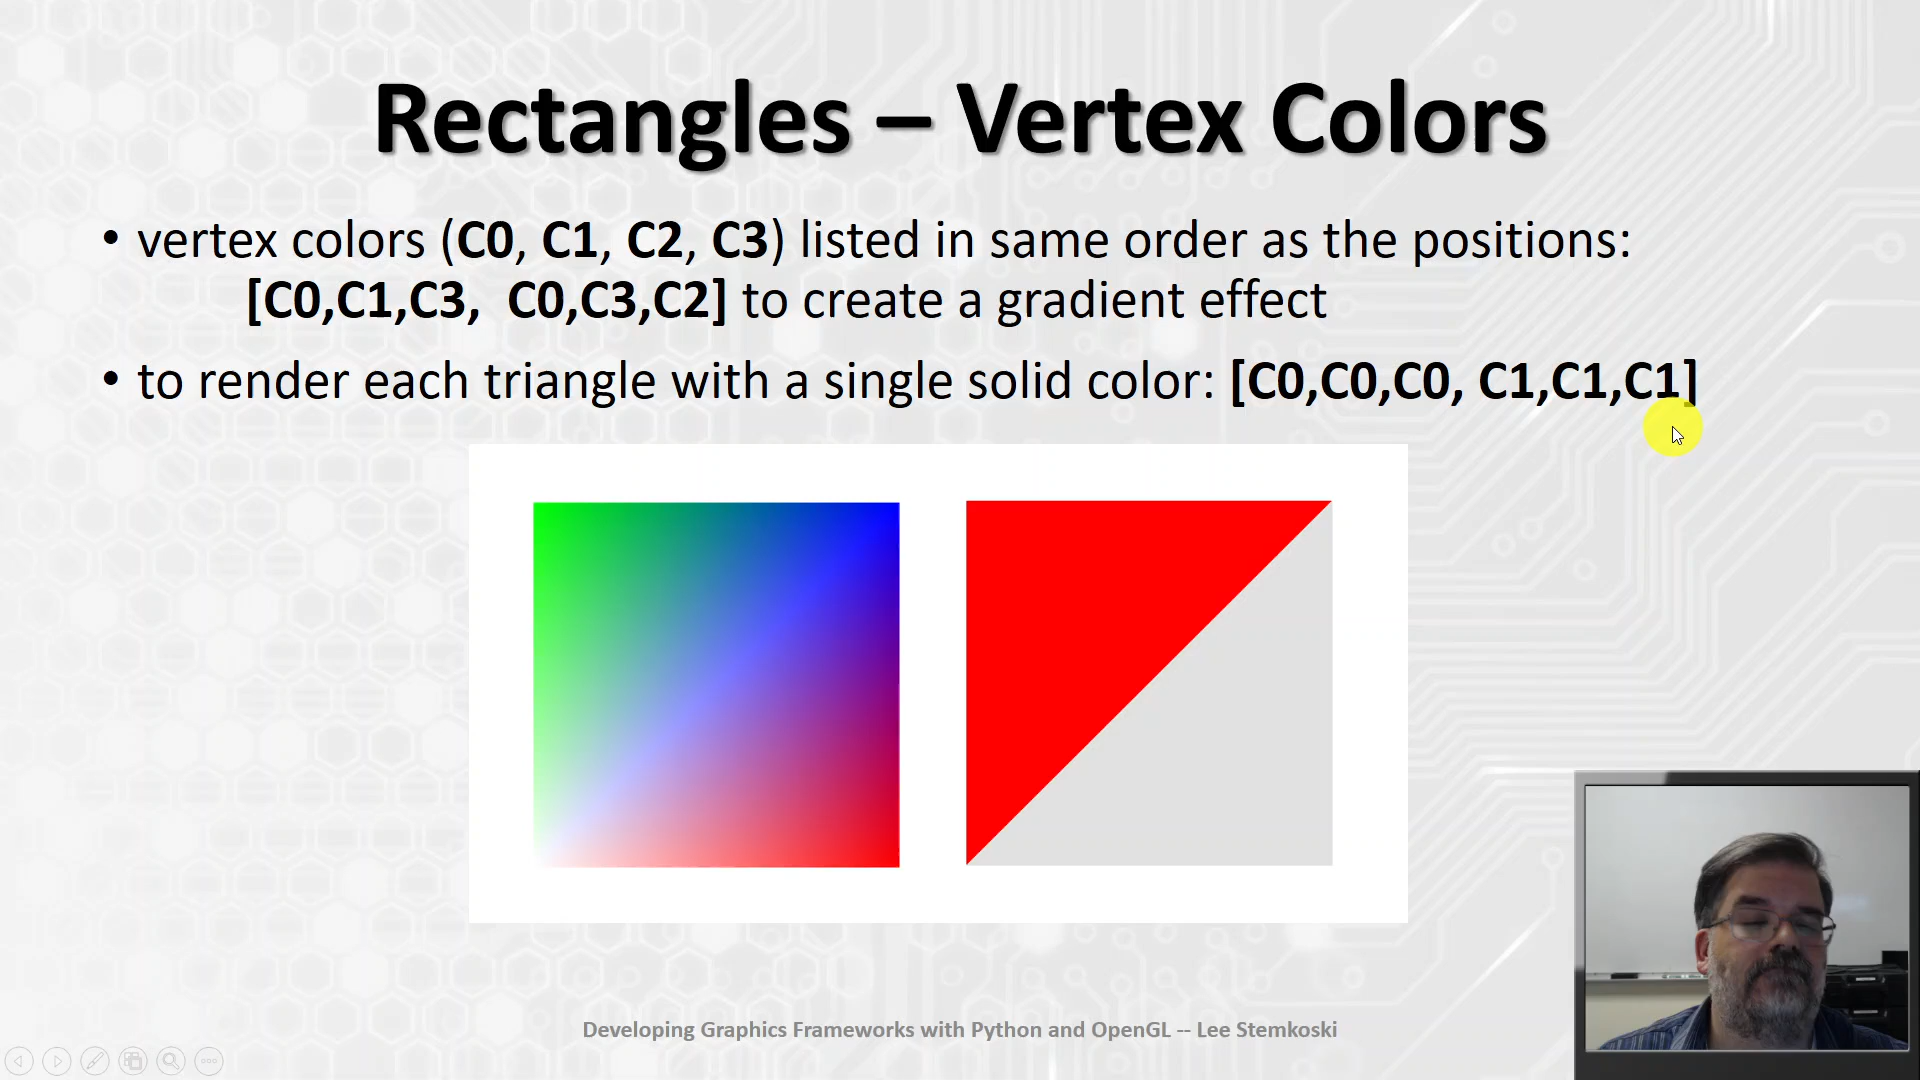 Rectangles – Vertex Colors
• vertex colors (C0, C1, C2, C3) listed in same order as the positions:
[C0,C1,C3,  C0,C3,C2] to create a gradient effect
• to render each triangle with a single solid color: [C0,C0,C0, C1,C1,C1]
Developing Graphics Frameworks with Python and OpenGL -- Lee Stemkoski